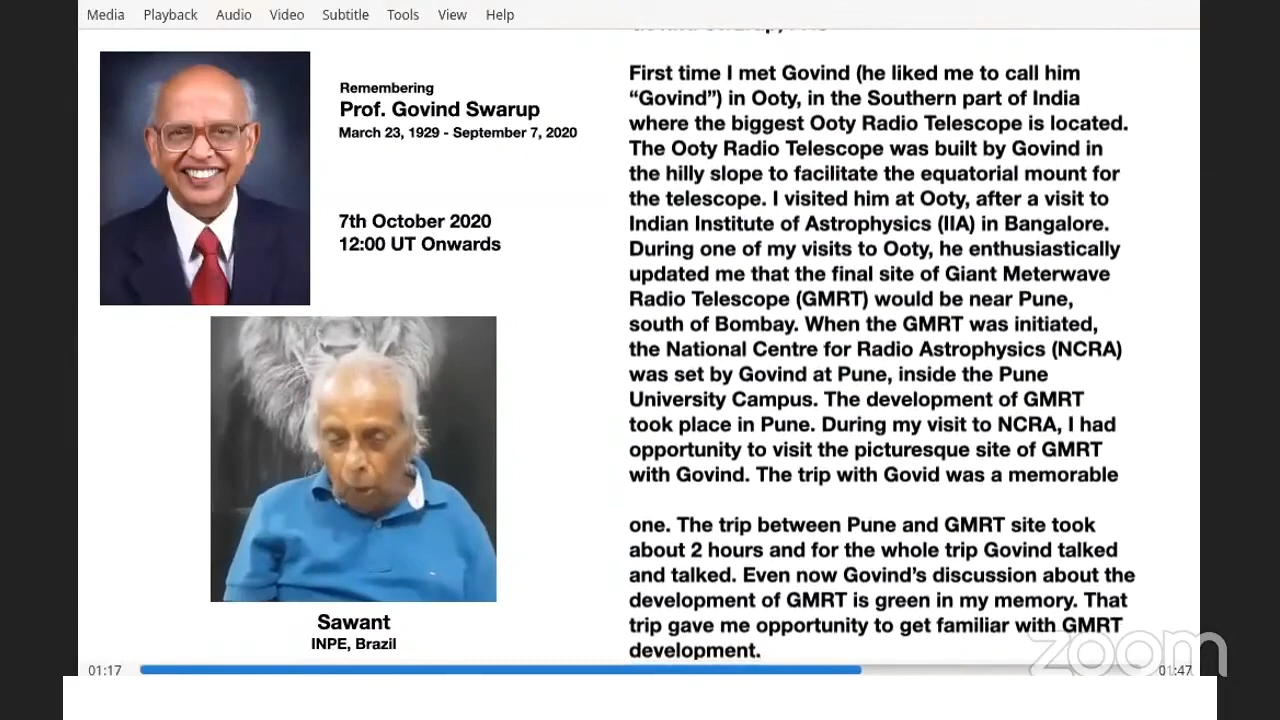 Media Playback Audio Video Subtitle Tools View Help
Remembering
Prof. Govind Swarup
March 23, 1929 - September 7, 2020
7th October 2020
12:00 UT Onwards
Sawant
INPE, Brazil
First time I met Govind (he liked me to call him
“Govind”) in Ooty, in the Southern part of India
where the biggest Ooty Radio Telescope is located.
The Ooty Radio Telescope was built by Govind in
the hilly slope to facilitate the equatorial mount for
the telescope. I visited him at Ooty, after a visit to
Indian Institute of Astrophysics (IIA) in Bangalore.
During one of my visits to Ooty, he enthusiastically
updated me that the final site of Giant Meterwave
Radio Telescope (GMRT) would be near Pune,
south of Bombay. When the GMRT was initiated,
the National Centre for Radio Astrophysics (NCRA)
was set by Govind at Pune, inside the Pune
University Campus. The development of GMRT
took place in Pune. During my visit to NCRA, I had
opportunity to visit the picturesque site of GMRT
with Govind. The trip with Govid was a memorable
one. The trip between Pune and GMRT site took
about 2 hours and for the whole trip Govind talked
and talked. Even now Govind’s discussion about the
development of GMRT is green in my memory. That
trip gave me opportunity to get familiar with GMRT
development.
zoom
01:17 01:47